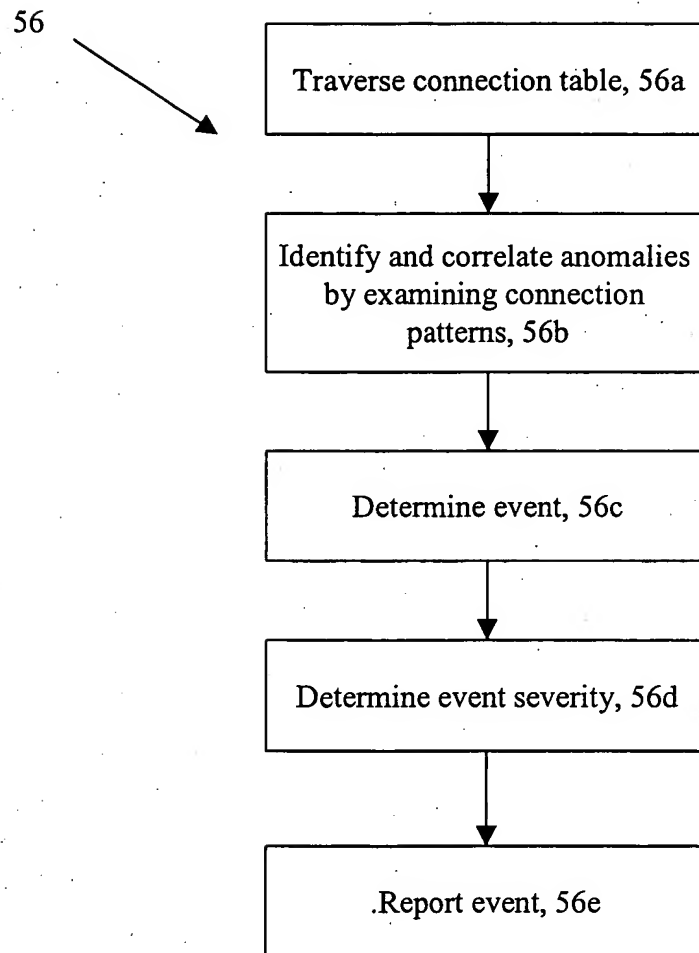 56
Traverse connection table, 56a
Identify and correlate anomalies
by examining connection
patterns, 56b
Determine event, 56c
Determine event severity, 56d
Report event, 56e